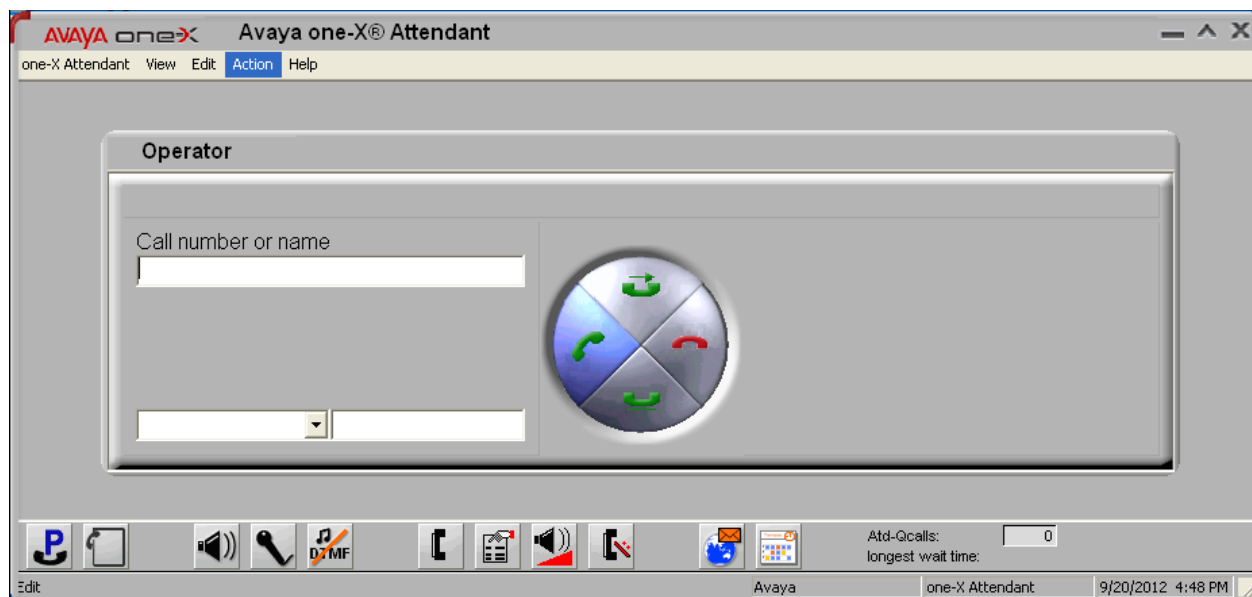 AVAYA one-X Avaya one-X® Attendant
one-X Attendant View Edit Action Help
Operator
Call number or name
P DTMF
Atd-Qcalls: 0
longest wait time:
Edit Avaya one-X Attendant 9/20/2012 4:48 PM